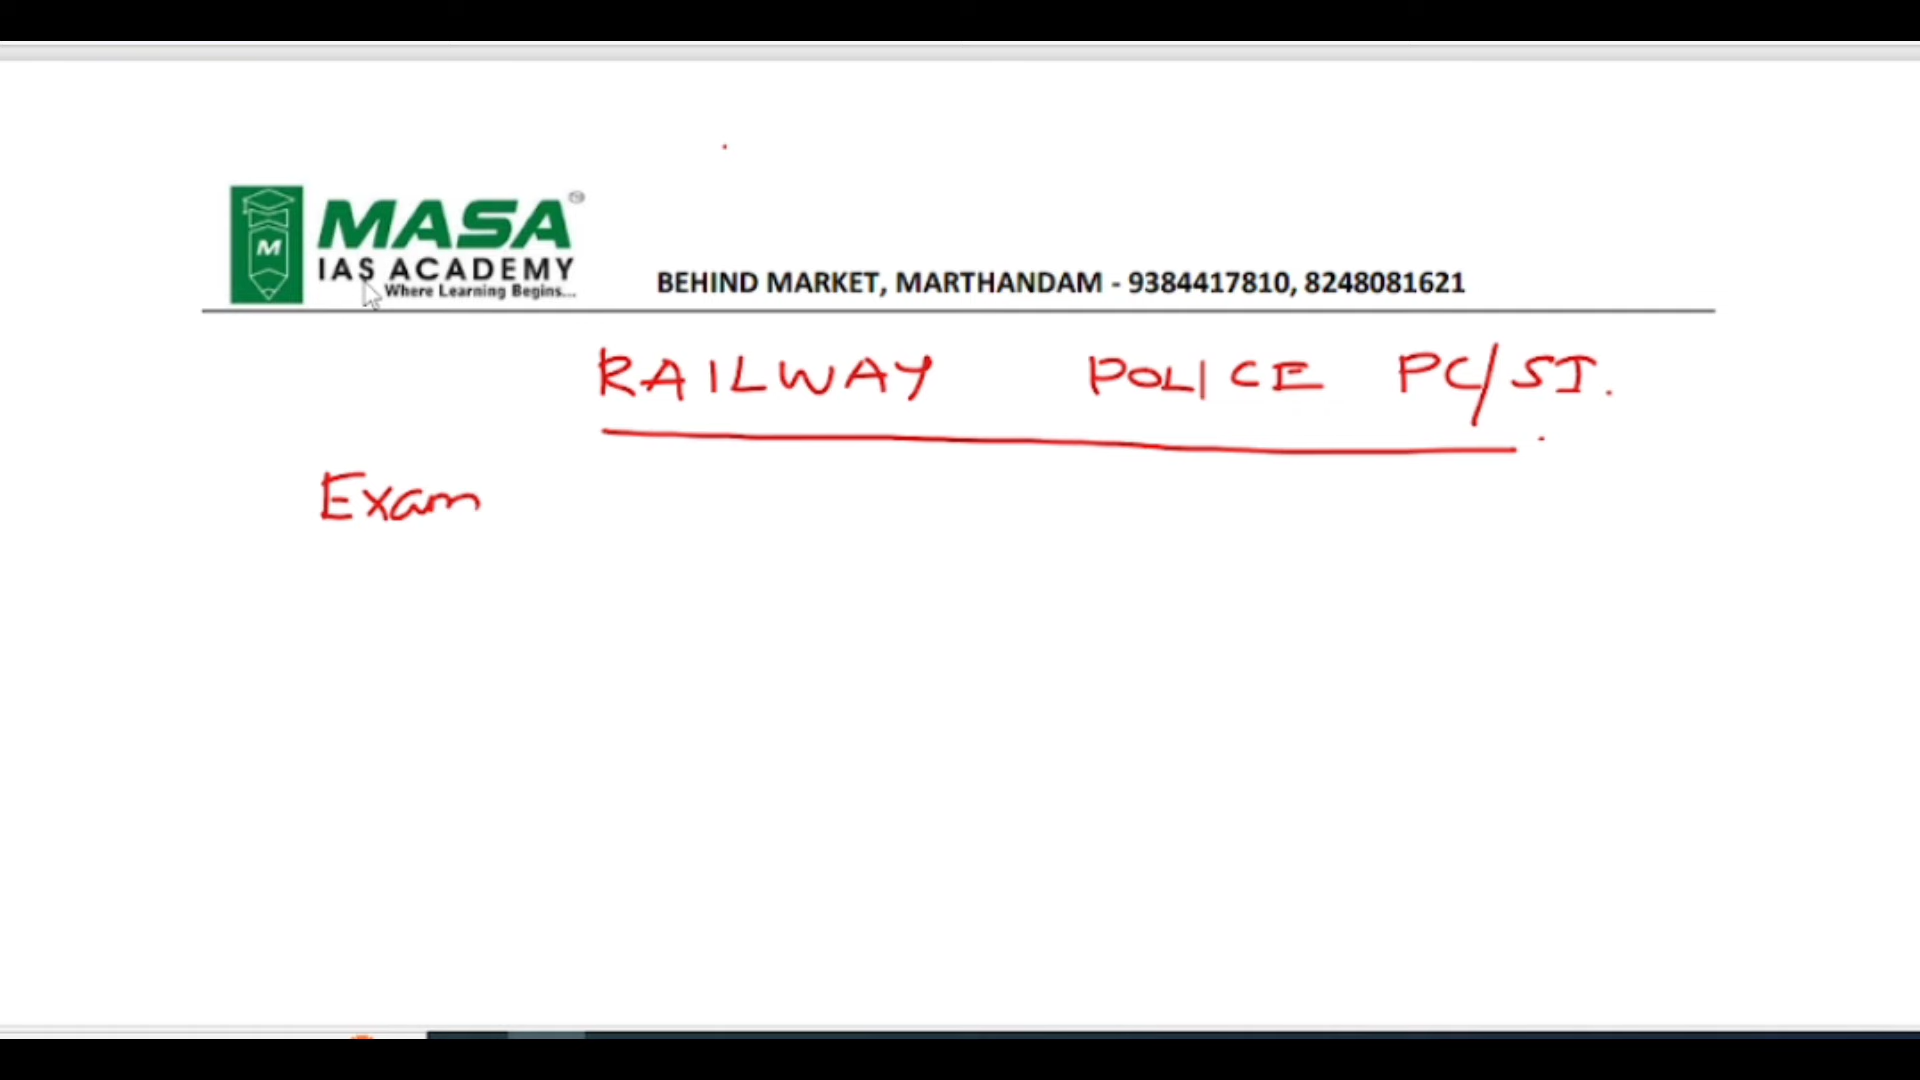 M
MASA
IAS ACADEMY
Where Learning Begins...
BEHIND MARKET, MARTHANDAM - 9384417810, 8248081621
RAILWAY POLICE PC/SI.
Exam